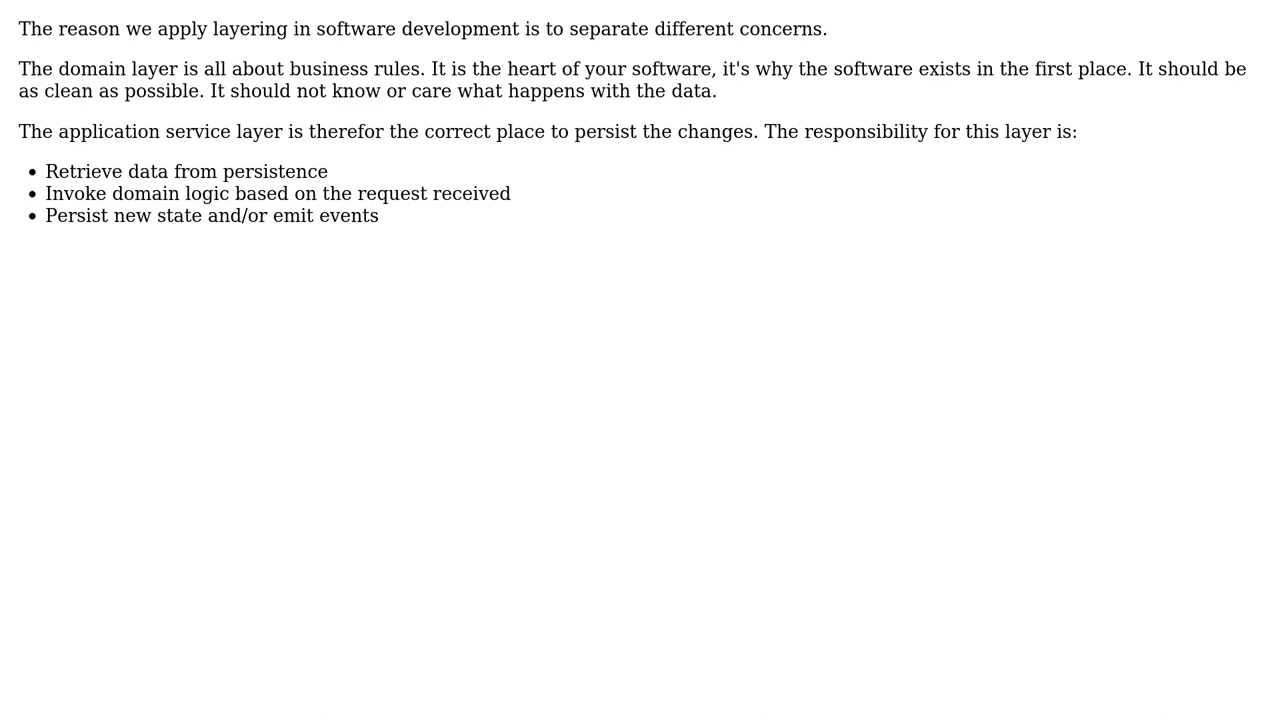 The reason we apply layering in software development is to separate different concerns.
The domain layer is all about business rules. It is the heart of your software, it's why the software exists in the first place. It should be
as clean as possible. It should not know or care what happens with the data.
The application service layer is therefor the correct place to persist the changes. The responsibility for this layer is:
• Retrieve data from persistence
• Invoke domain logic based on the request received
• Persist new state and/or emit events